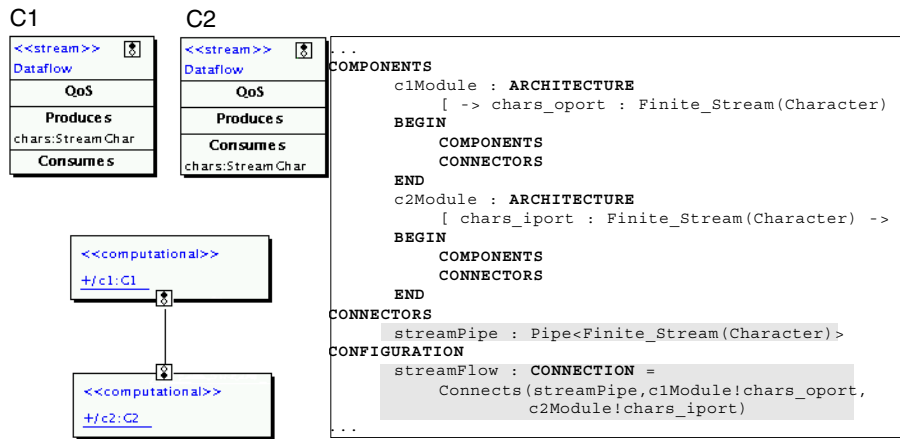 C1
<<stream>>
Dataflow
QoS
Produces
chars:StreamChar
Consumes
C2
<<stream>>
Dataflow
QoS
Produces
Consumes
chars:StreamChar
<<computational>>
+/c1:C1
<<computational>>
+/c2:C2
...
COMPONENTS
c1Module : ARCHITECTURE
[ -> chars_oport : Finite_Stream(Character)
BEGIN
COMPONENTS
CONNECTORS
END
c2Module : ARCHITECTURE
[ chars_iport : Finite_Stream(Character) ->
BEGIN
COMPONENTS
CONNECTORS
END
CONNECTORS
streamPipe : Pipe<Finite_Stream(Character)>
CONFIGURATION
streamFlow : CONNECTION =
Connects(streamPipe,c1Module!chars_oport,
c2Module!chars_iport)
...